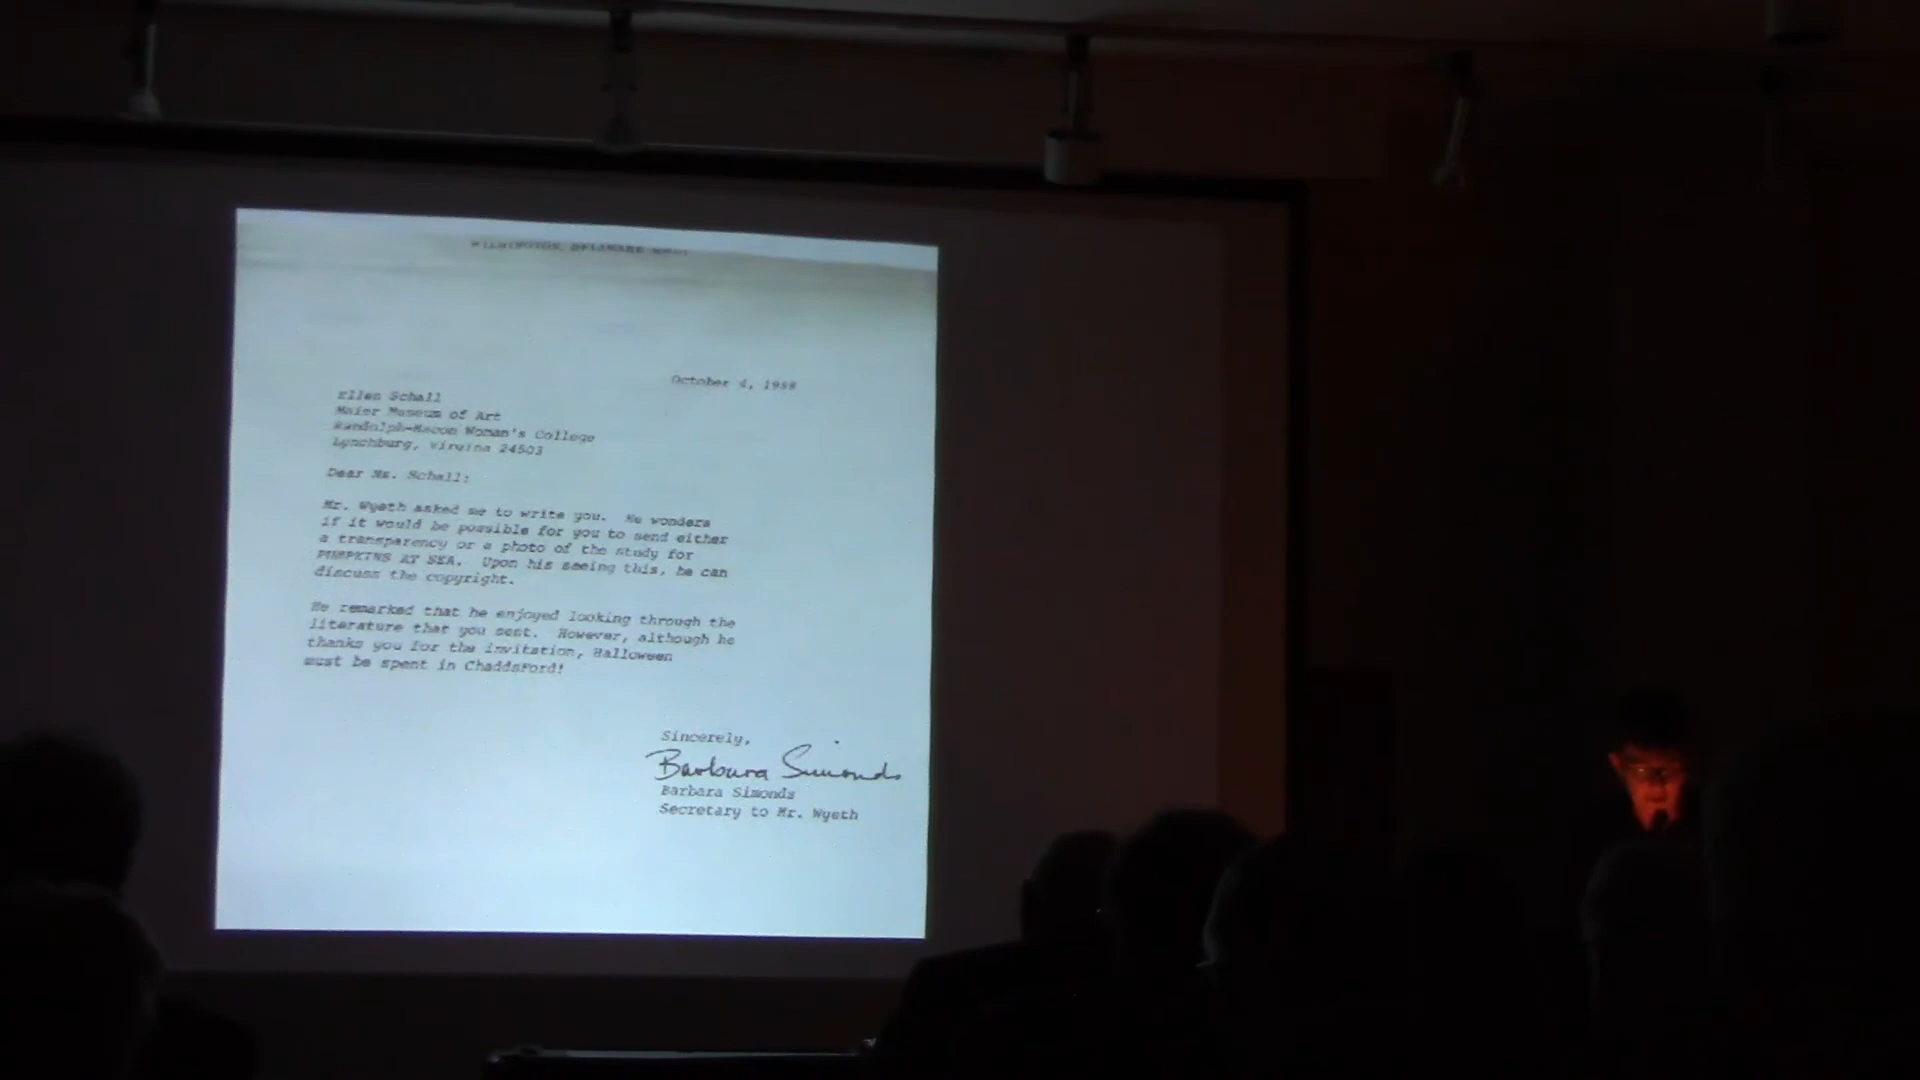 WILMINGTON, DELAWARE
October 4, 1988
Ellen Schall
Maier Museum of Art
Randolph-Macon Woman's College
Lynchburg, Virgina 24503
Dear Ms. Schall:
Mr. Wyeth asked me to write you. He wonders
if it would be possible for you to send either
a transparency or a photo of the study for
PUMPKINS AT SEA. Upon his seeing this, he can
discuss the copyright.
He remarked that he enjoyed looking through the
literature that you sent. However, although he
thanks you for the invitation, Halloween
must be spent in ChaddsFord!
Sincerely,
Barbara Simonds
Barbara Simonds
Secretary to Mr. Wyeth